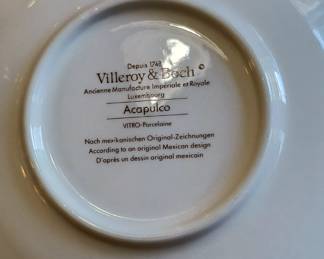 Depuis 1748
Villeroy & Boch ©
Ancienne Manufacture Impériale et Royale
Luxembourg
Acapulco
VITRO-Porcelaine
Nach mexikanischen Original-Zeichnungen
According to an original Mexican design
D'après un dessin original mexicain